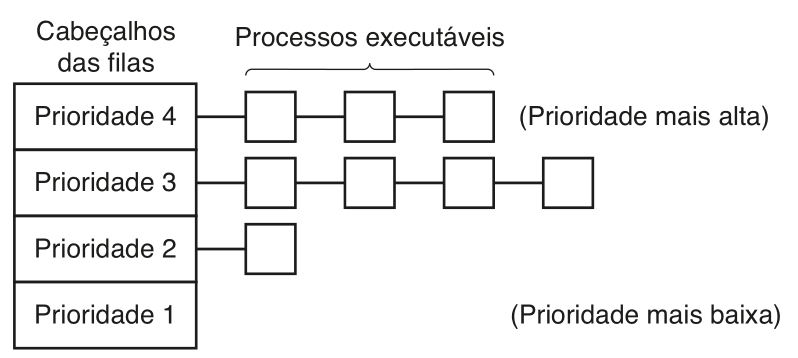 Cabeçalhos
das filas
Processos executáveis
Prioridade 4
(Prioridade mais alta)
Prioridade 3
Prioridade 2
Prioridade 1
(Prioridade mais baixa)